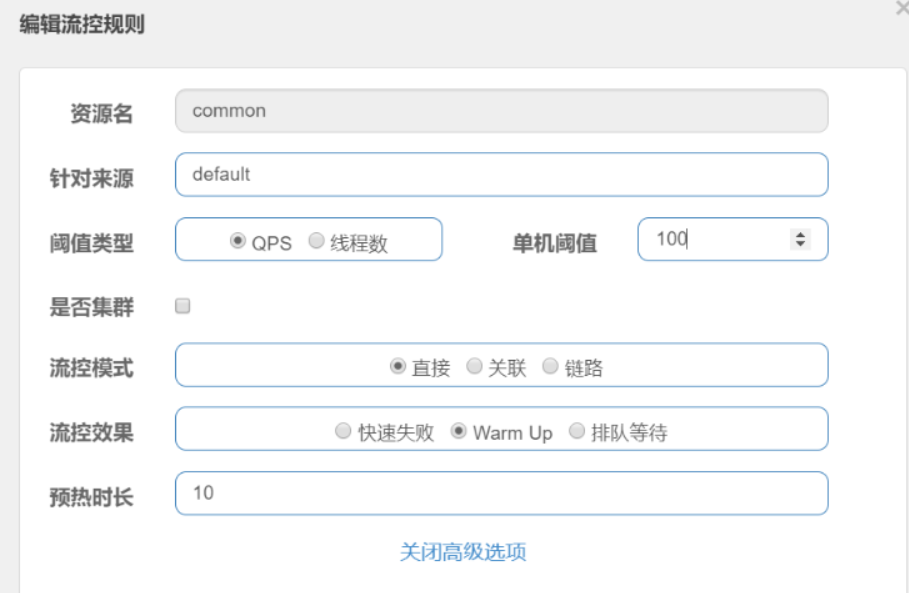 编辑流控规则
资源名 common
针对来源 default
阈值类型 QPS 线程数 单机阈值 100
是否集群
流控模式 直接 关联 链路
流控效果 快速失败 Warm Up 排队等待
预热时长 10
关闭高级选项